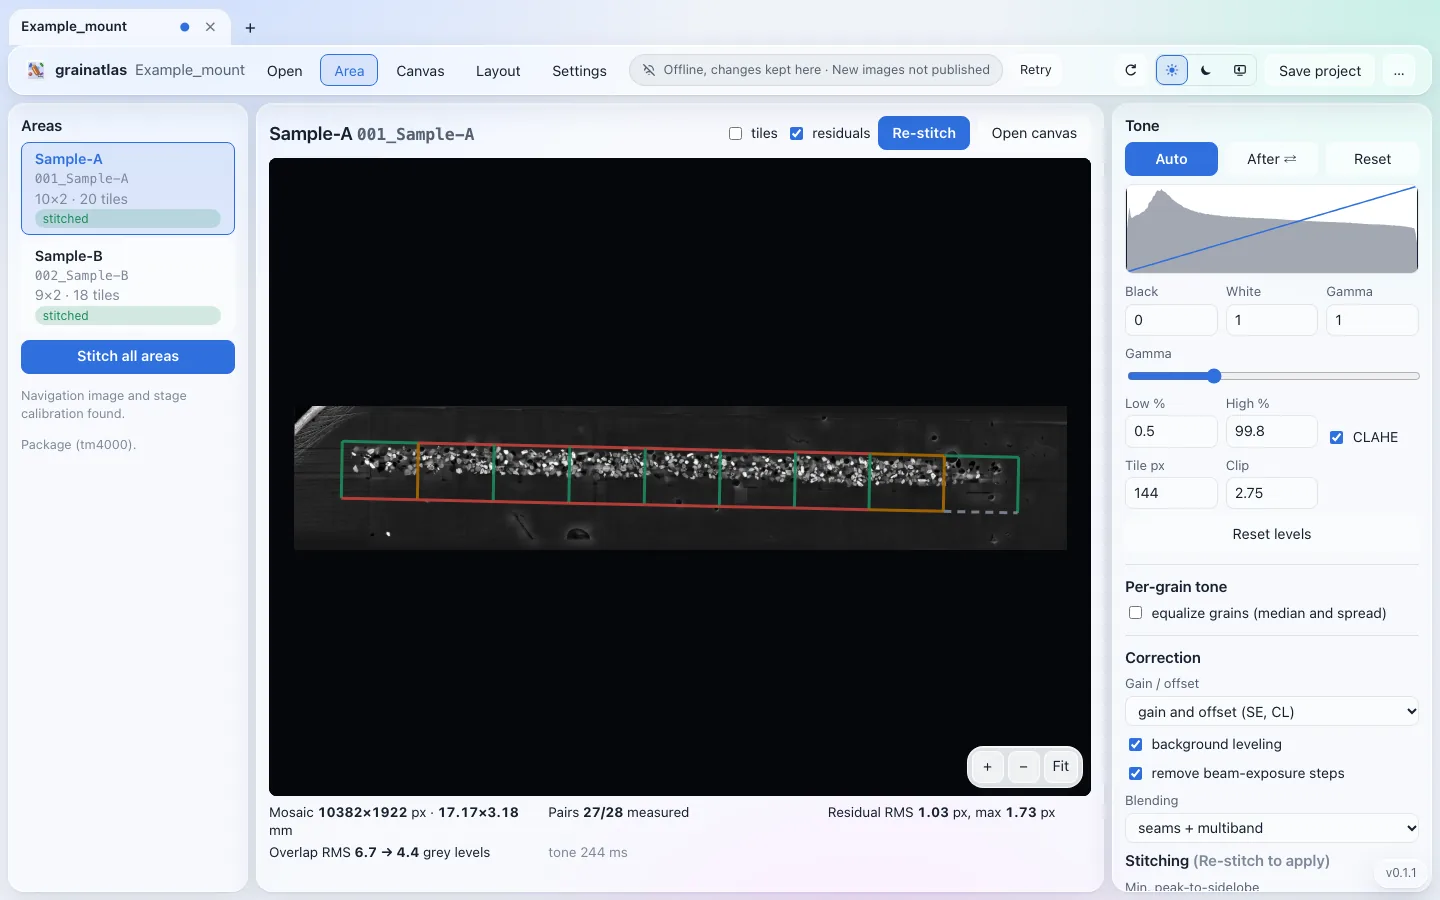 Example_mount
grainatlas Example_mount Open Area Canvas Layout Settings Offline, changes kept here · New images not published Retry Save project ...
Areas
Sample-A
001_Sample-A
10×2 · 20 tiles
stitched
Sample-B
002_Sample-B
9×2 · 18 tiles
stitched
Stitch all areas
Navigation image and stage
calibration found.
Package (tm4000).
Sample-A 001_Sample-A tiles residuals Re-stitch Open canvas
+ − Fit
Mosaic 10382×1922 px · 17.17×3.18
mm
Pairs 27/28 measured
Residual RMS 1.03 px, max 1.73 px
Overlap RMS 6.7 → 4.4 grey levels
tone 244 ms
Tone
Auto After ⇄ Reset
Black White Gamma
0 1 1
Gamma
Low % High %
0.5 99.8 CLAHE
Tile px Clip
144 2.75
Reset levels
Per-grain tone
equalize grains (median and spread)
Correction
Gain / offset
gain and offset (SE, CL)
background leveling
remove beam-exposure steps
Blending
seams + multiband
Stitching (Re-stitch to apply)
Min. peak-to-sidelobe
v0.1.1